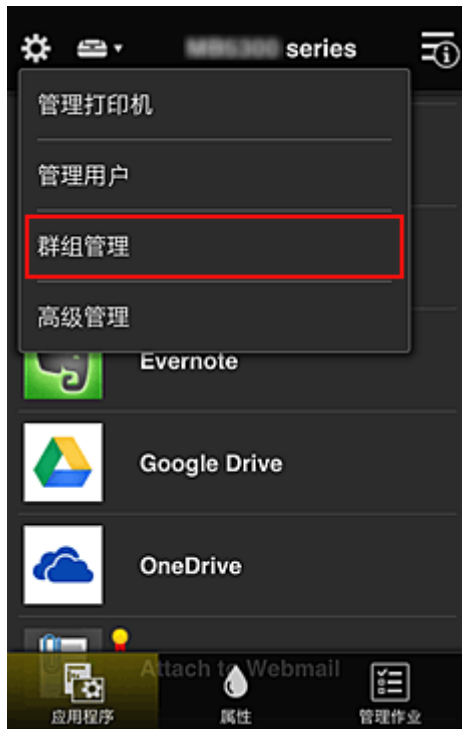 series
管理打印机
管理用户
群组管理
高级管理
Evernote
Google Drive
OneDrive
Attach to Webmail
应用程序
属性
管理作业